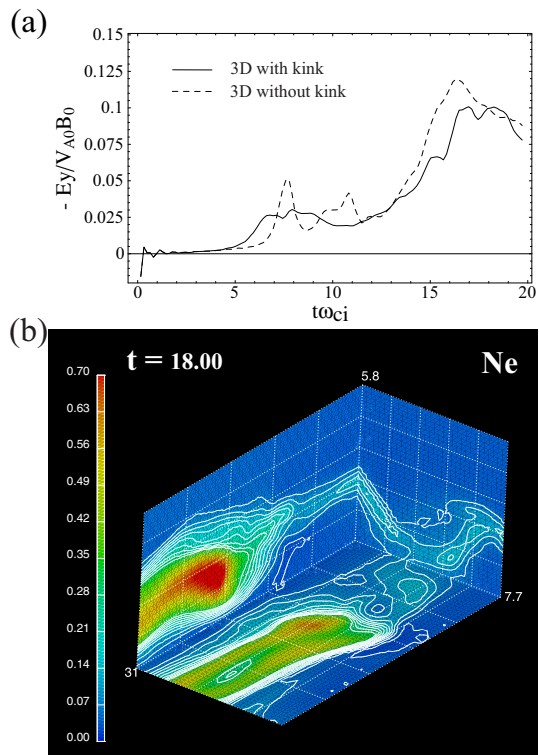 (a)
0.15
0.125
0.1
0.075
0.05
0.025
0
- Ey/V_A0B_0
3D with kink
3D without kink
0 5 10 15 20
tω_ci
(b)
t = 18.00
Ne
0.70
0.63
0.56
0.49
0.42
0.35
0.28
0.21
0.14
0.07
0.00
5.8
7.7
31